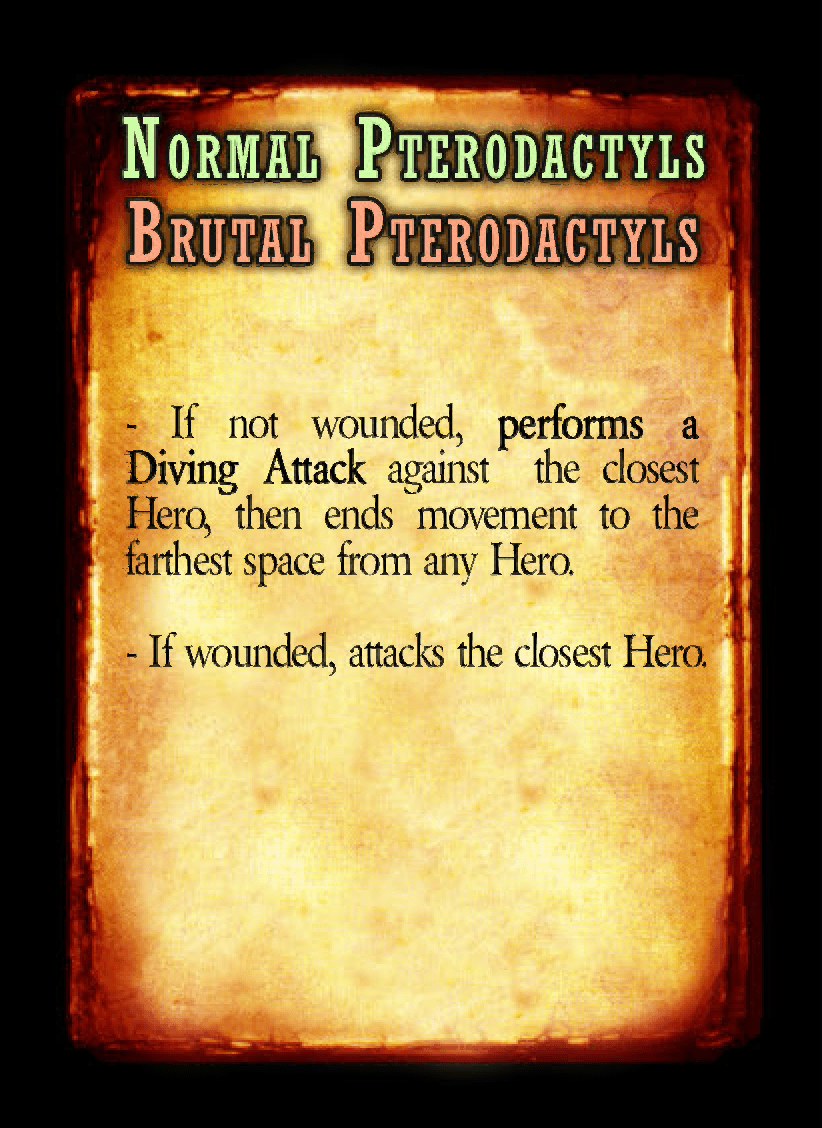 Normal Pterodactyls
Brutal Pterodactyls
- If not wounded, performs a
Diving Attack against the closest
Hero, then ends movement to the
farthest space from any Hero.
- If wounded, attacks the closest Hero.